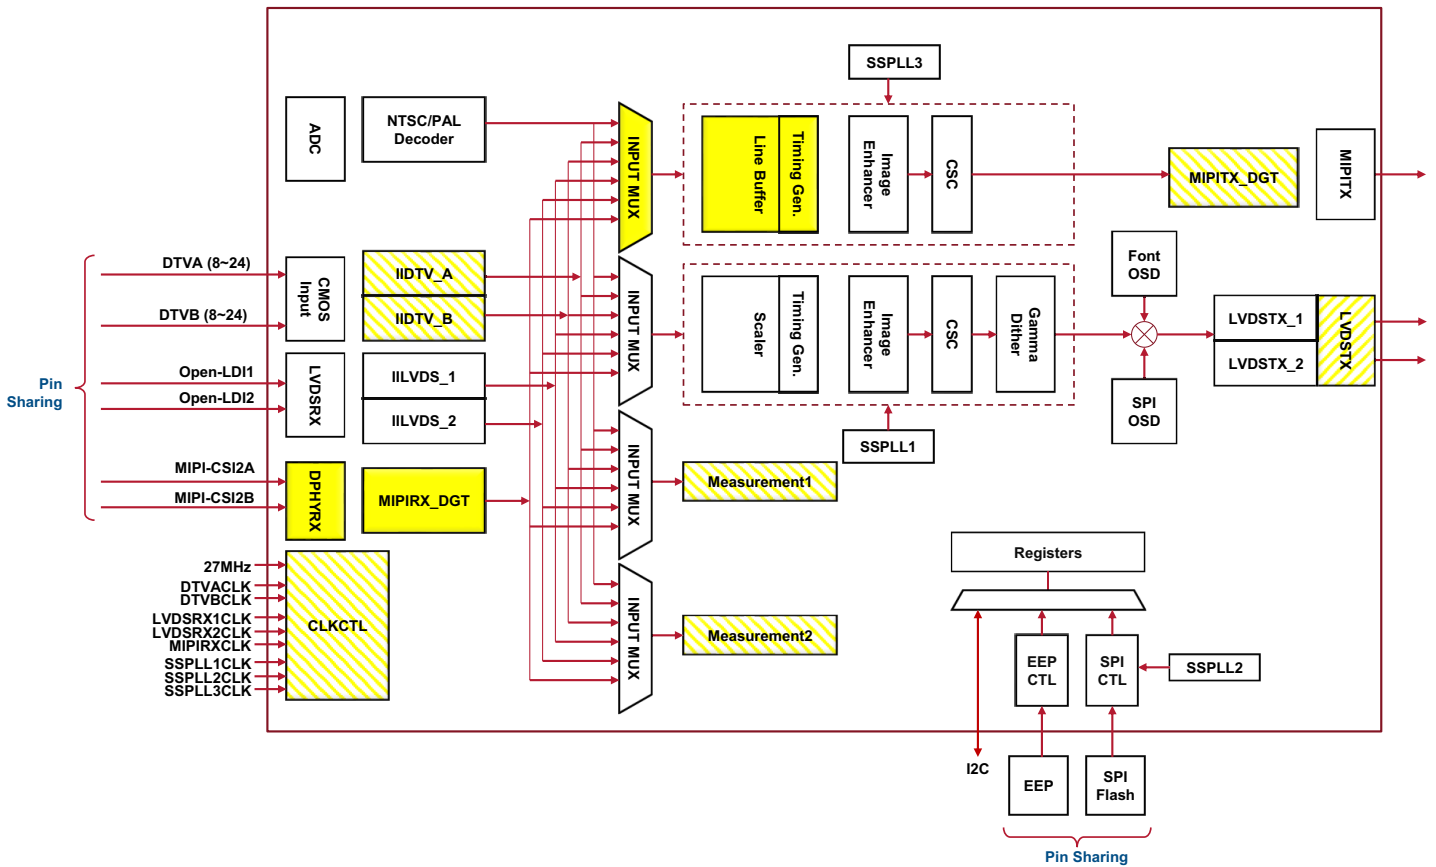 SSPLL3
ADC
NTSC/PAL
Decoder
INPUT MUX
Line Buffer
Timing Gen.
Image
Enhancer
CSC
MIPITX_DGT
MIPITX
Pin
Sharing
DTVA (8~24)
DTVB (8~24)
CMOS
Input
IIDTV_A
IIDTV_B
INPUT MUX
Scaler
Timing Gen.
Image
Enhancer
CSC
Gamma
Dither
Font
OSD
SPI
OSD
LVDSTX_1
LVDSTX_2
LVDSTX
Open-LDI1
Open-LDI2
LVDSRX
IILVDS_1
IILVDS_2
SSPLL1
MIPI-CSI2A
MIPI-CSI2B
DPHYRX
MIPIRX_DGT
INPUT MUX
Measurement1
27MHz
DTVACLK
DTVBCLK
LVDSRX1CLK
LVDSRX2CLK
MIPIRXCLK
SSPLL1CLK
SSPLL2CLK
SSPLL3CLK
CLKCTL
INPUT MUX
Measurement2
Registers
EEP
CTL
SPI
CTL
SSPLL2
I2C
EEP
SPI
Flash
Pin Sharing